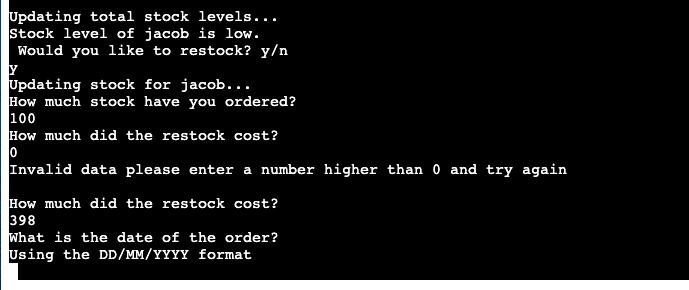 Updating total stock levels...
Stock level of jacob is low.
 Would you like to restock? y/n
y
Updating stock for jacob...
How much stock have you ordered?
100
How much did the restock cost?
0
Invalid data please enter a number higher than 0 and try again

How much did the restock cost?
398
What is the date of the order?
Using the DD/MM/YYYY format